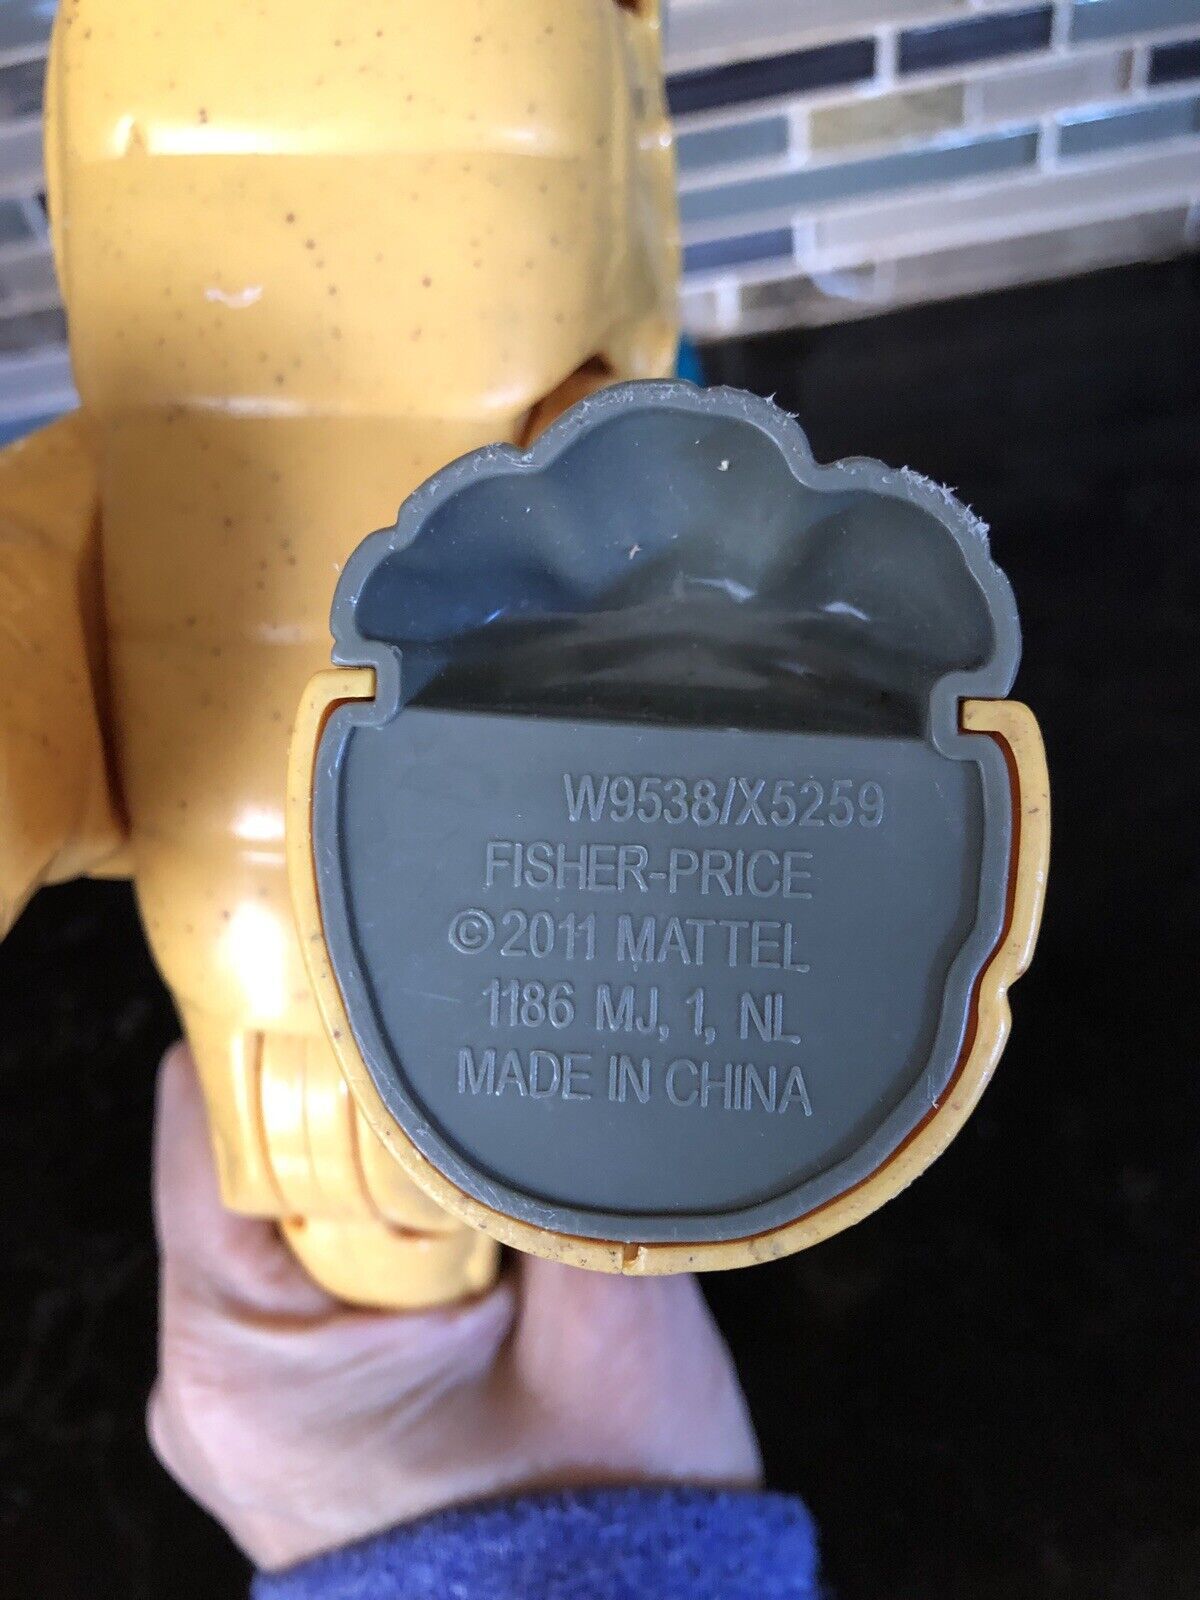 W9538/X5259
FISHER-PRICE
©2011 MATTEL
1186 MJ, 1, NL
MADE IN CHINA